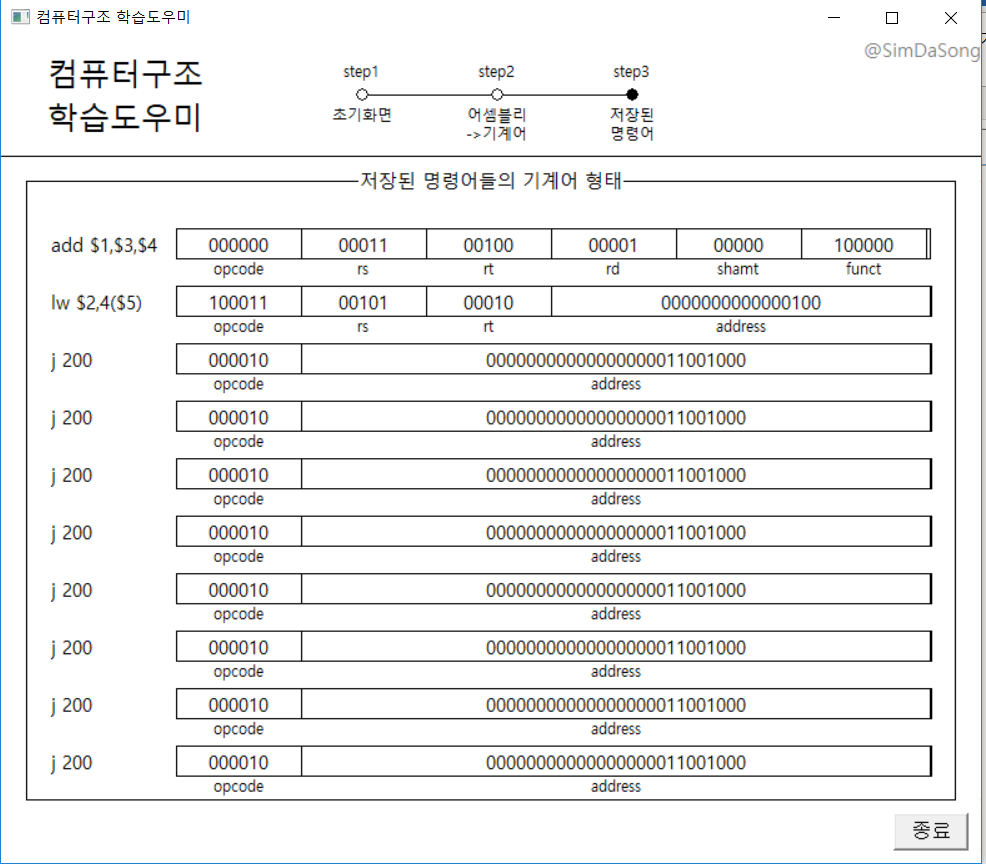 컴퓨터구조 학습도우미
@SimDaSong
컴퓨터구조
학습도우미
step1 step2 step3
초기화면 어셈블리 저장된
->기계어 명령어
저장된 명령어들의 기계어 형태
add $1,$3,$4 000000 00011 00100 00001 00000 100000
opcode rs rt rd shamt funct
lw $2,4($5) 100011 00101 00010 0000000000000100
opcode rs rt address
j 200 000010 00000000000000000011001000
opcode address
j 200 000010 00000000000000000011001000
opcode address
j 200 000010 00000000000000000011001000
opcode address
j 200 000010 00000000000000000011001000
opcode address
j 200 000010 00000000000000000011001000
opcode address
j 200 000010 00000000000000000011001000
opcode address
j 200 000010 00000000000000000011001000
opcode address
j 200 000010 00000000000000000011001000
opcode address
종료